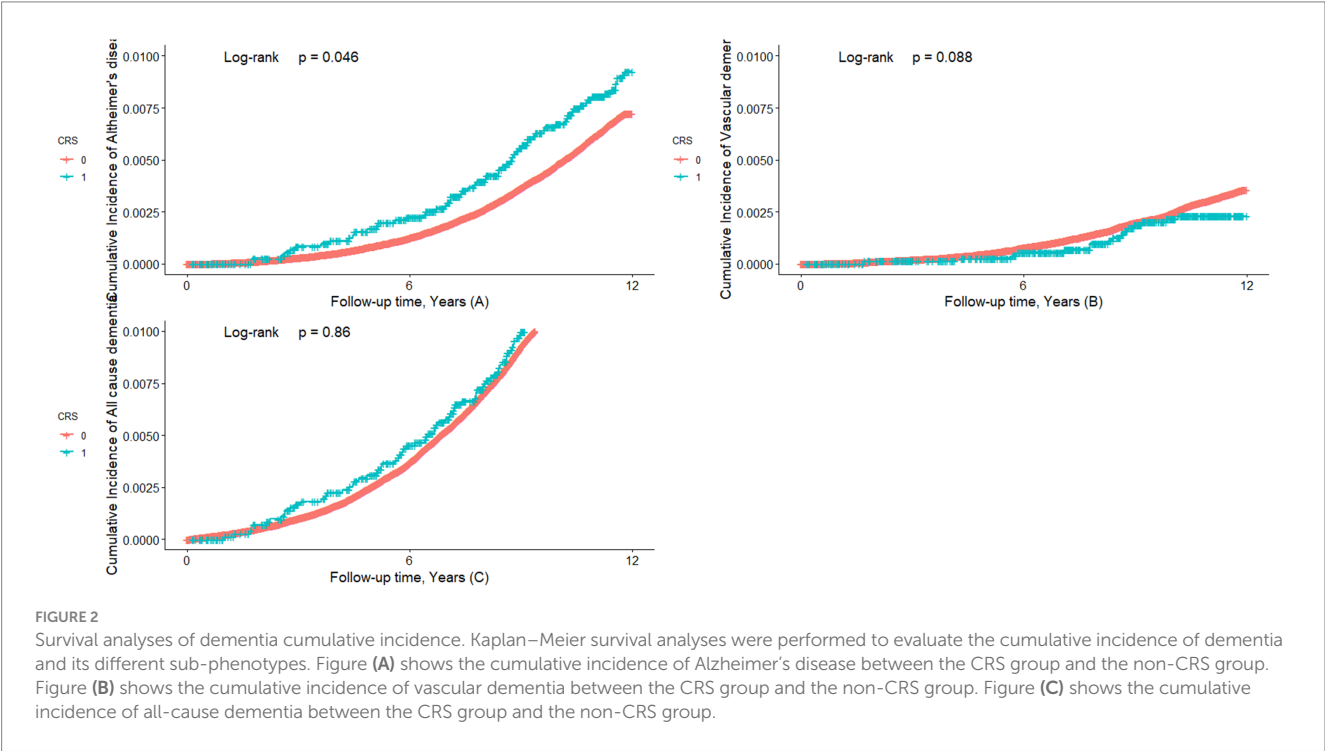 Cumulative Incidence of Altheimer's disea
0.0100
0.0075
0.0050
0.0025
0.0000
Log-rank p = 0.046
CRS
0
1
0 6 12
Follow-up time, Years (A)
Cumulative Incidence of Vascular demer
0.0100
0.0075
0.0050
0.0025
0.0000
Log-rank p = 0.088
CRS
0
1
0 6 12
Follow-up time, Years (B)
Cumulative Incidence of All cause dementia
0.0100
0.0075
0.0050
0.0025
0.0000
Log-rank p = 0.86
CRS
0
1
0 6 12
Follow-up time, Years (C)
FIGURE 2
Survival analyses of dementia cumulative incidence. Kaplan–Meier survival analyses were performed to evaluate the cumulative incidence of dementia
and its different sub-phenotypes. Figure (A) shows the cumulative incidence of Alzheimer's disease between the CRS group and the non-CRS group.
Figure (B) shows the cumulative incidence of vascular dementia between the CRS group and the non-CRS group. Figure (C) shows the cumulative
incidence of all-cause dementia between the CRS group and the non-CRS group.